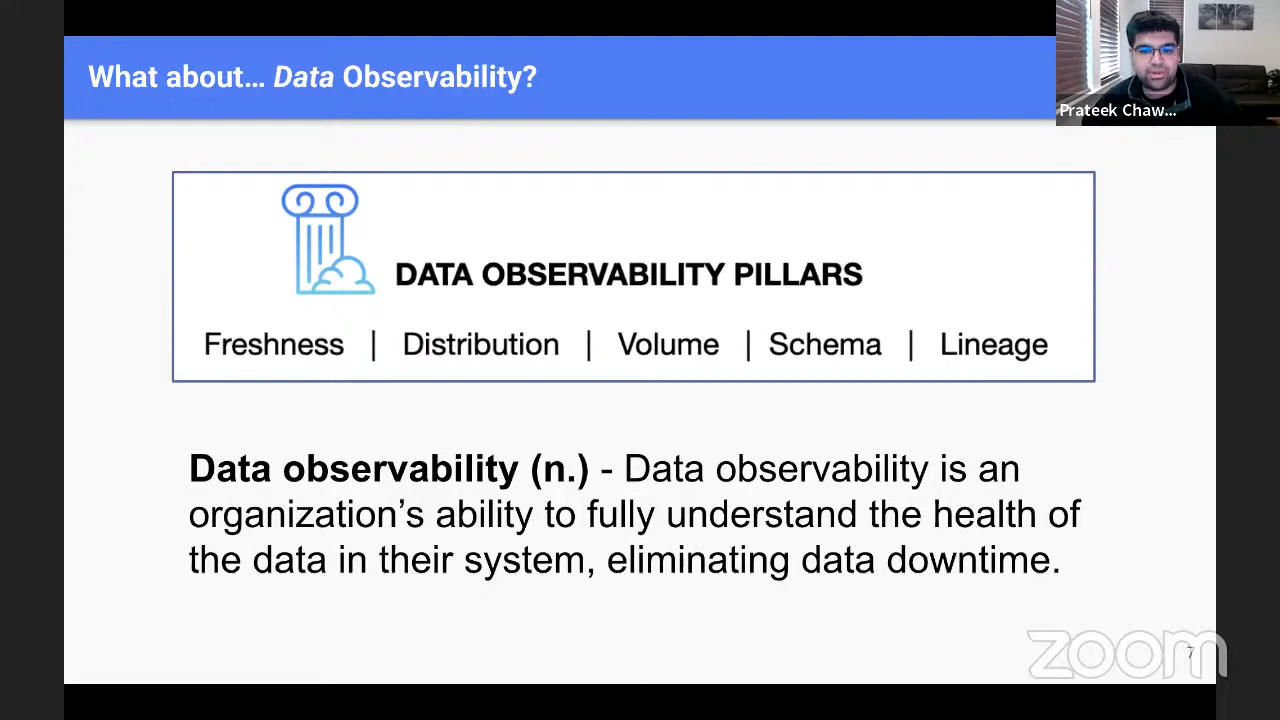 What about... Data Observability?
Prateek Chaw...
DATA OBSERVABILITY PILLARS
Freshness | Distribution | Volume | Schema | Lineage
Data observability (n.) - Data observability is an
organization’s ability to fully understand the health of
the data in their system, eliminating data downtime.
zoom
7